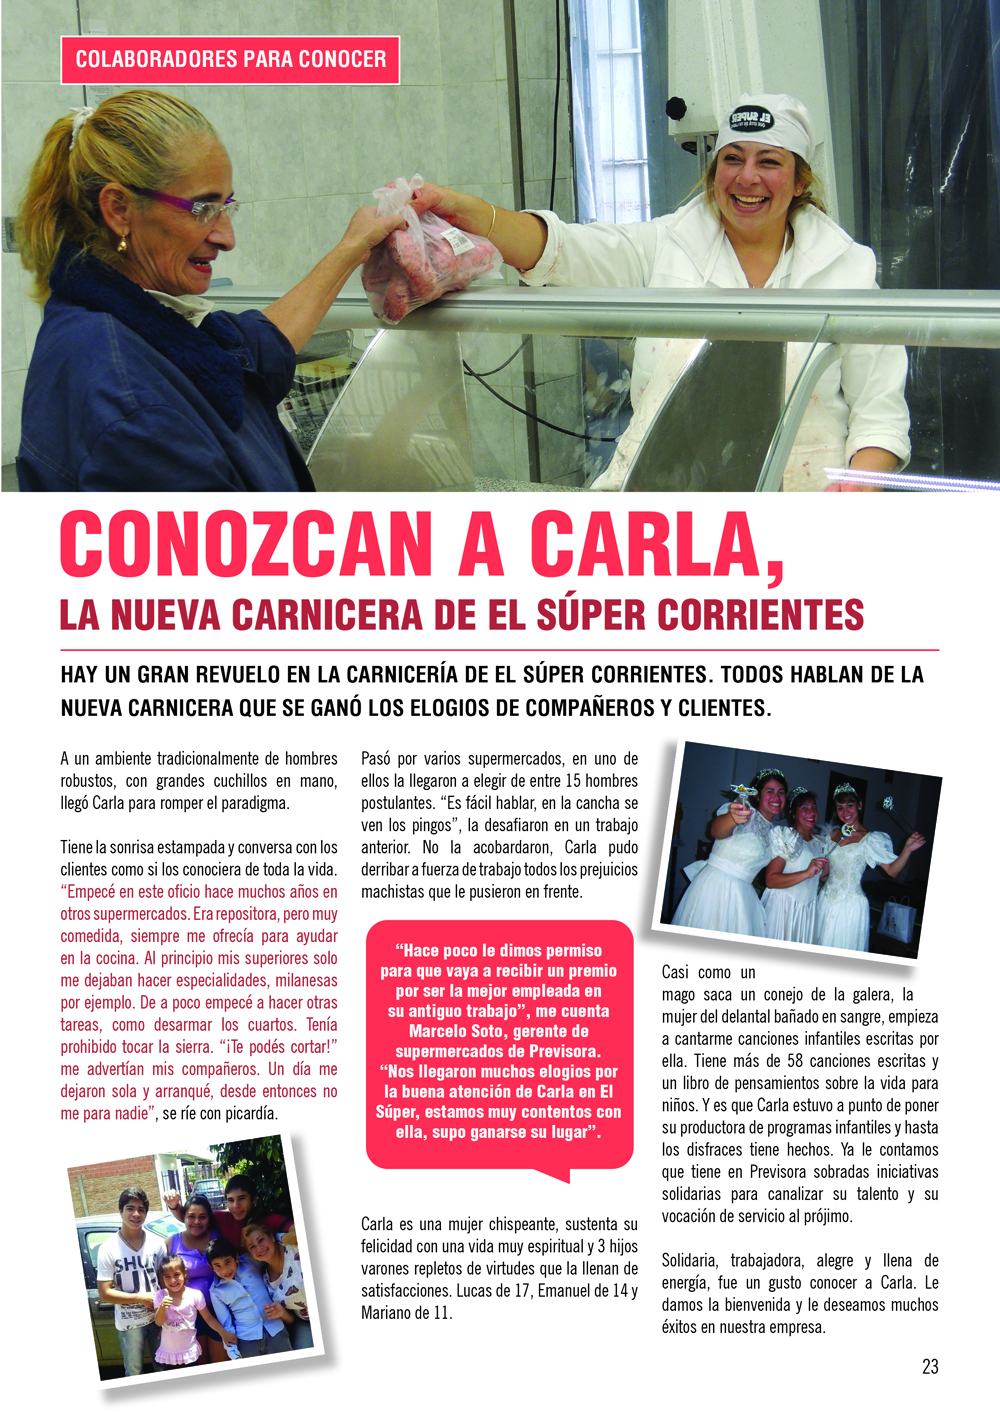 COLABORADORES PARA CONOCER
EL SUPER
CONOZCAN A CARLA,
LA NUEVA CARNICERA DE EL SÚPER CORRIENTES
HAY UN GRAN REVUELO EN LA CARNICERÍA DE EL SÚPER CORRIENTES. TODOS HABLAN DE LA
NUEVA CARNICERA QUE SE GANÓ LOS ELOGIOS DE COMPAÑEROS Y CLIENTES.
A un ambiente tradicionalmente de hombres
robustos, con grandes cuchillos en mano,
llegó Carla para romper el paradigma.
Tiene la sonrisa estampada y conversa con los
clientes como si los conociera de toda la vida.
“Empecé en este oficio hace muchos años en
otros supermercados. Era repositora, pero muy
comedida, siempre me ofrecía para ayudar
en la cocina. Al principio mis superiores solo
me dejaban hacer especialidades, milanesas
por ejemplo. De a poco empecé a hacer otras
tareas, como desarmar los cuartos. Tenía
prohibido tocar la sierra. “¡Te podés cortar!”
me advertían mis compañeros. Un día me
dejaron sola y arranqué, desde entonces no
me para nadie”, se ríe con picardía.
Pasó por varios supermercados, en uno de
ellos la llegaron a elegir de entre 15 hombres
postulantes. “Es fácil hablar, en la cancha se
ven los pingos”, la desafiaron en un trabajo
anterior. No la acobardaron, Carla pudo
derribar a fuerza de trabajo todos los prejuicios
machistas que le pusieron en frente.
“Hace poco le dimos permiso
para que vaya a recibir un premio
por ser la mejor empleada en
su antiguo trabajo”, me cuenta
Marcelo Soto, gerente de
supermercados de Previsora.
“Nos llegaron muchos elogios por
la buena atención de Carla en El
Súper, estamos muy contentos con
ella, supo ganarse su lugar”.
Carla es una mujer chispeante, sustenta su
felicidad con una vida muy espiritual y 3 hijos
varones repletos de virtudes que la llenan de
satisfacciones. Lucas de 17, Emanuel de 14 y
Mariano de 11.
Casi como un
mago saca un conejo de la galera, la
mujer del delantal bañado en sangre, empieza
a cantarme canciones infantiles escritas por
ella. Tiene más de 58 canciones escritas y
un libro de pensamientos sobre la vida para
niños. Y es que Carla estuvo a punto de poner
su productora de programas infantiles y hasta
los disfraces tiene hechos. Ya le contamos
que tiene en Previsora sobradas iniciativas
solidarias para canalizar su talento y su
vocación de servicio al prójimo.
Solidaria, trabajadora, alegre y llena de
energía, fue un gusto conocer a Carla. Le
damos la bienvenida y le deseamos muchos
éxitos en nuestra empresa.
23